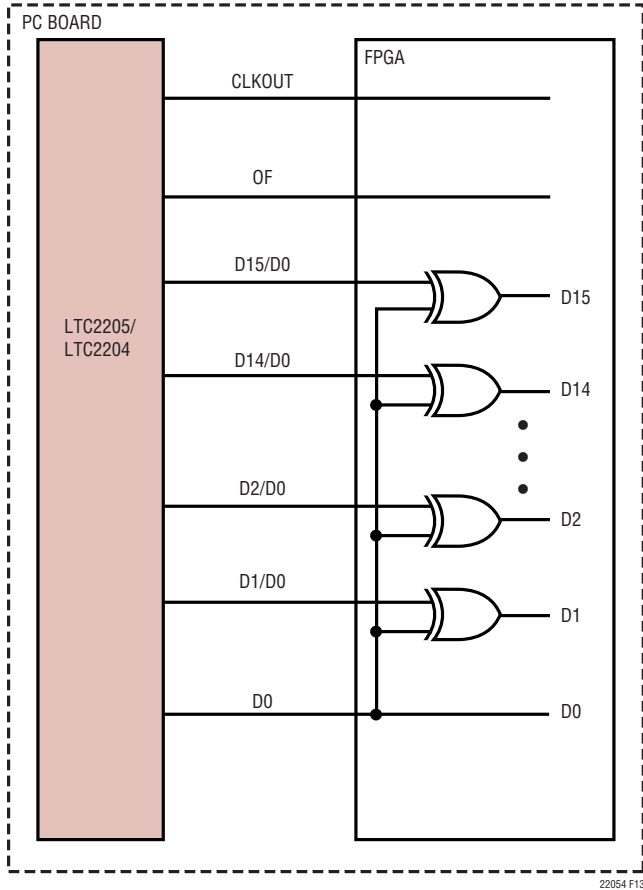 PC BOARD
FPGA
CLKOUT
OF
D15/D0
D15
LTC2205/
LTC2204
D14/D0
D14
D2/D0
D2
D1/D0
D1
D0
D0
22054 F13